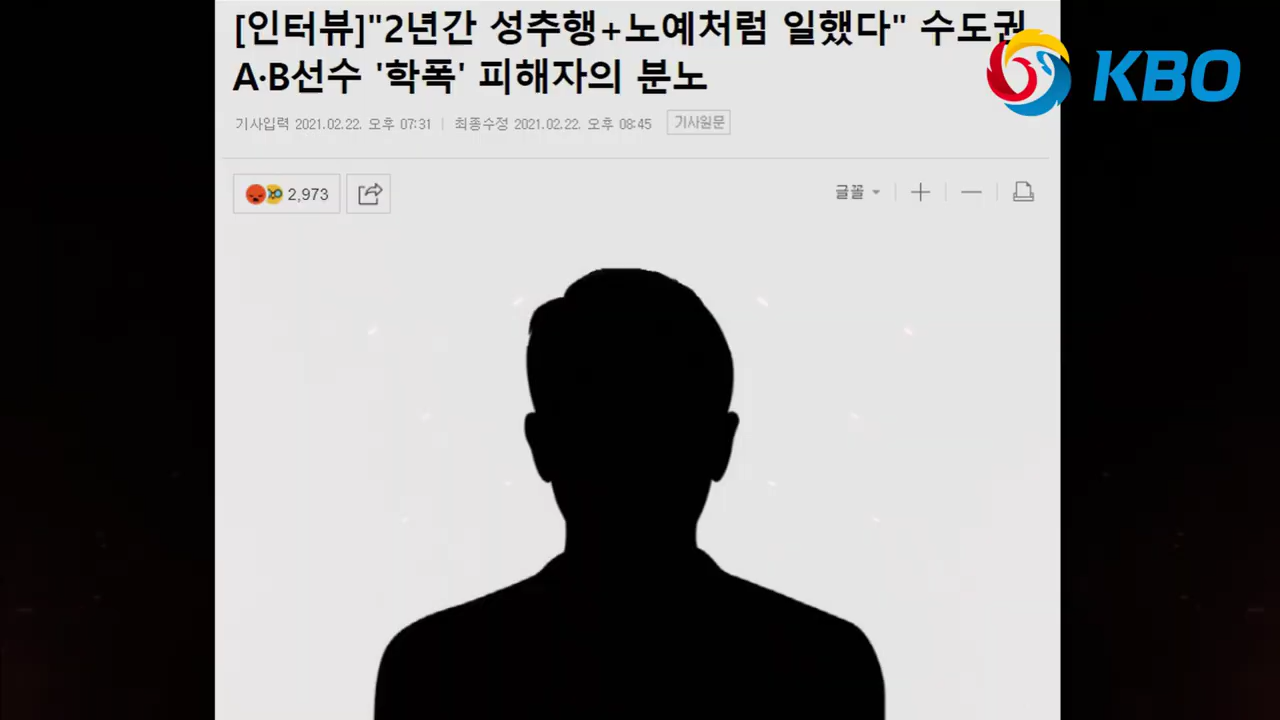 [인터뷰]"2년간 성추행+노예처럼 일했다" 수도권
A·B선수 '학폭' 피해자의 분노
KBO
기사입력 2021.02.22. 오후 07:31 | 최종수정 2021.02.22. 오후 08:45 기사원문
2,973
글꼴